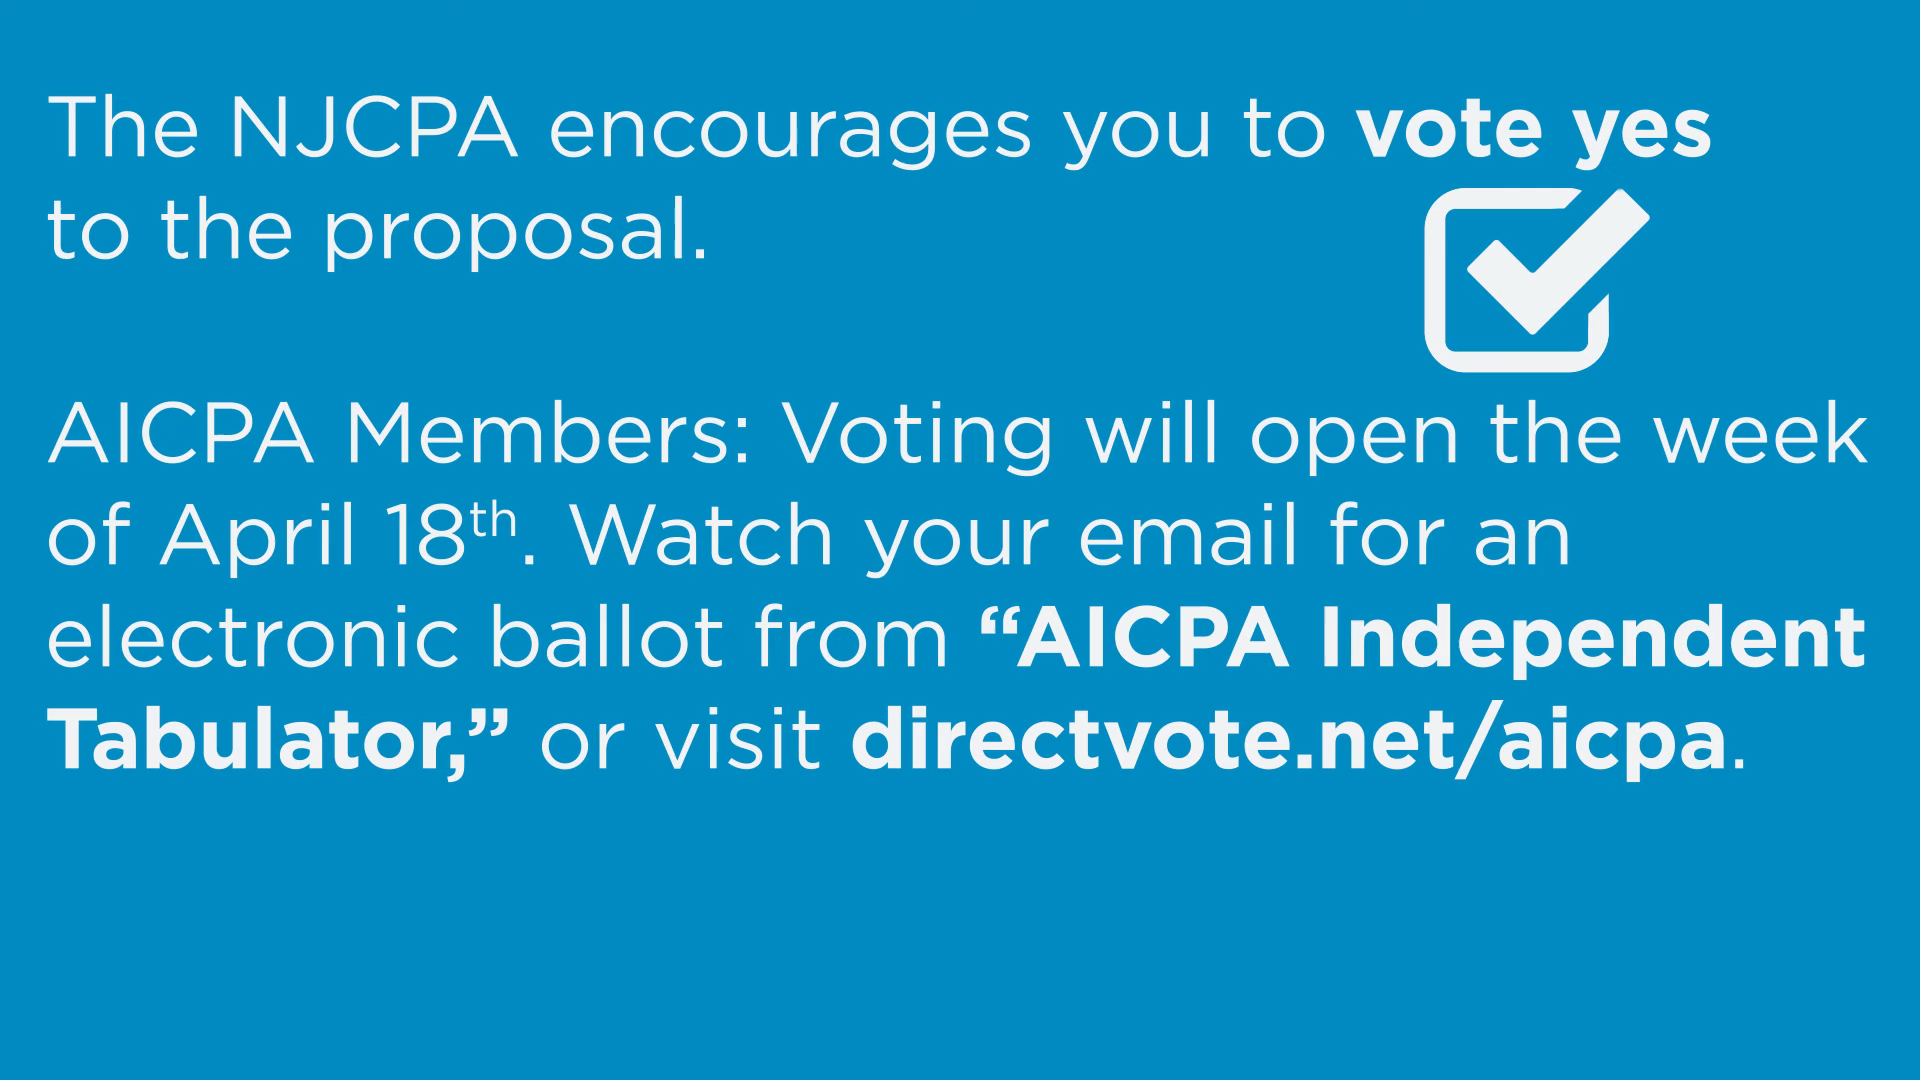 The NJCPA encourages you to vote yes
to the proposal.
AICPA Members: Voting will open the week
of April 18th. Watch your email for an
electronic ballot from “AICPA Independent
Tabulator,” or visit directvote.net/aicpa.